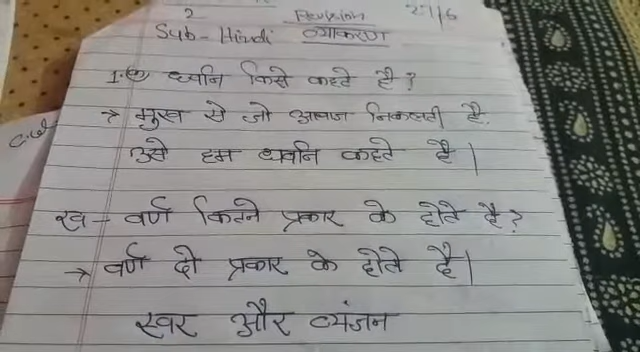 2 Revision 27/6
Sub - Hindi व्याकरण
1. क ध्वनि किसे कहते है?
→ मुख से जो आवाज निकलती है,
उसे हम ध्वनि कहते है।
ख - वर्ण कितने प्रकार के होते है?
→ वर्ण दो प्रकार के होते है।
स्वर और व्यंजन